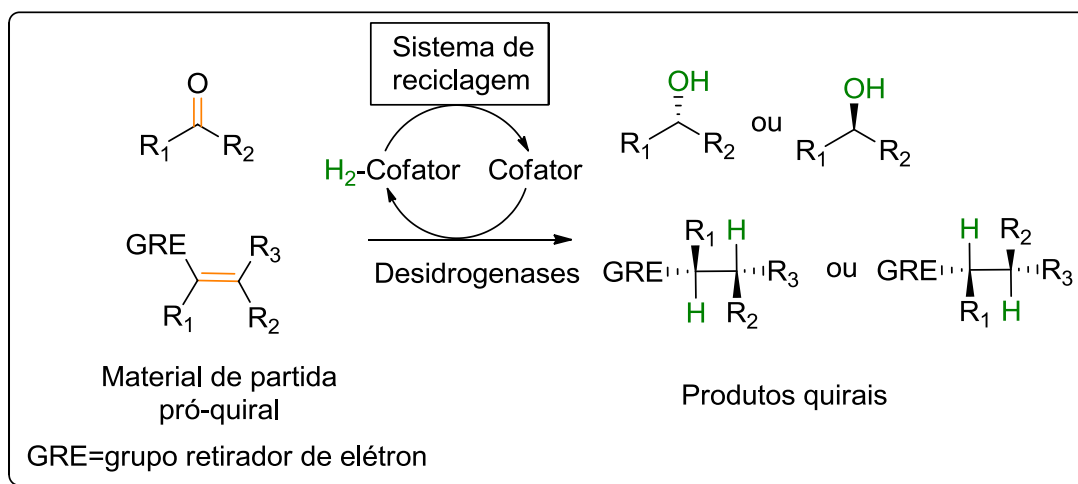 Sistema de
reciclagem
O
R₁ R₂
H₂-Cofator Cofator
OH
R₁ R₂
ou
OH
R₁ R₂
GRE R₃
R₁ R₂
Desidrogenases
R₁ H
GRE R₃
H R₂
ou
H R₂
GRE R₃
R₁ H
Material de partida
pró-quiral
Produtos quirais
GRE=grupo retirador de elétron